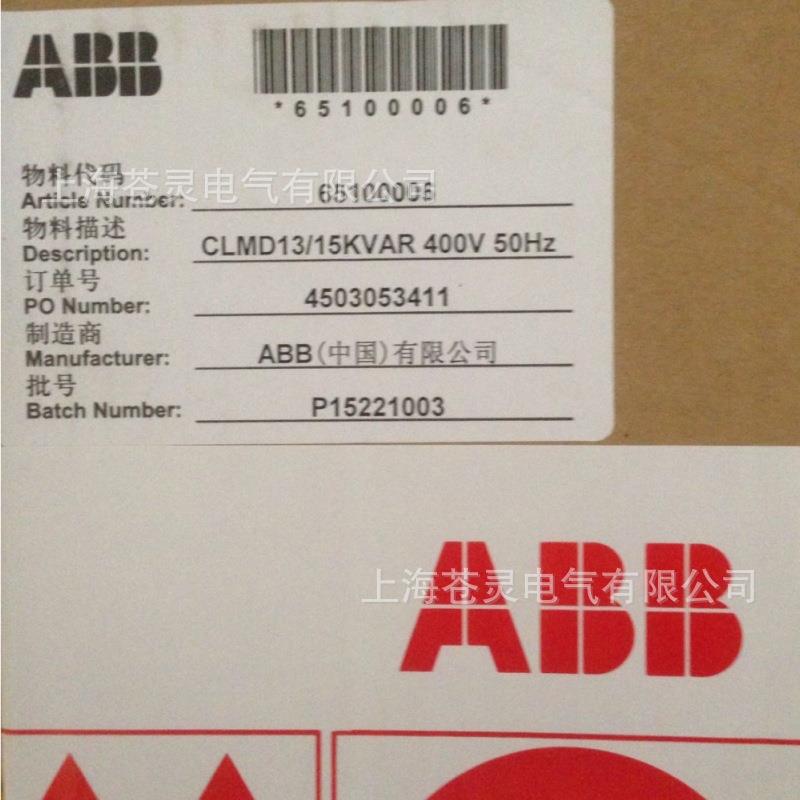 ABB
*65100006*
物料代码
上海苍灵电气有限公司
Article Number: 65100006
物料描述
Description: CLMD13/15KVAR 400V 50Hz
订单号
PO Number: 4503053411
制造商
Manufacturer: ABB(中国)有限公司
批号
Batch Number: P15221003
ABB
上海苍灵电气有限公司